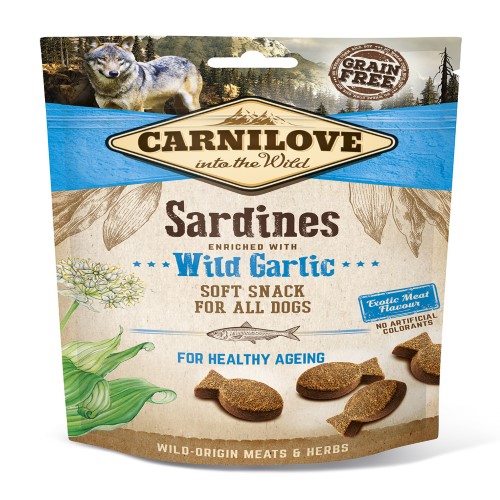 GRAIN
FREE
CARNILOVE
into the Wild
Sardines
ENRICHED WITH
Wild Garlic
SOFT SNACK
FOR ALL DOGS
Exotic Meat
Flavour
NO ARTIFICIAL
COLORANTS
FOR HEALTHY AGEING
WILD-ORIGIN MEATS & HERBS